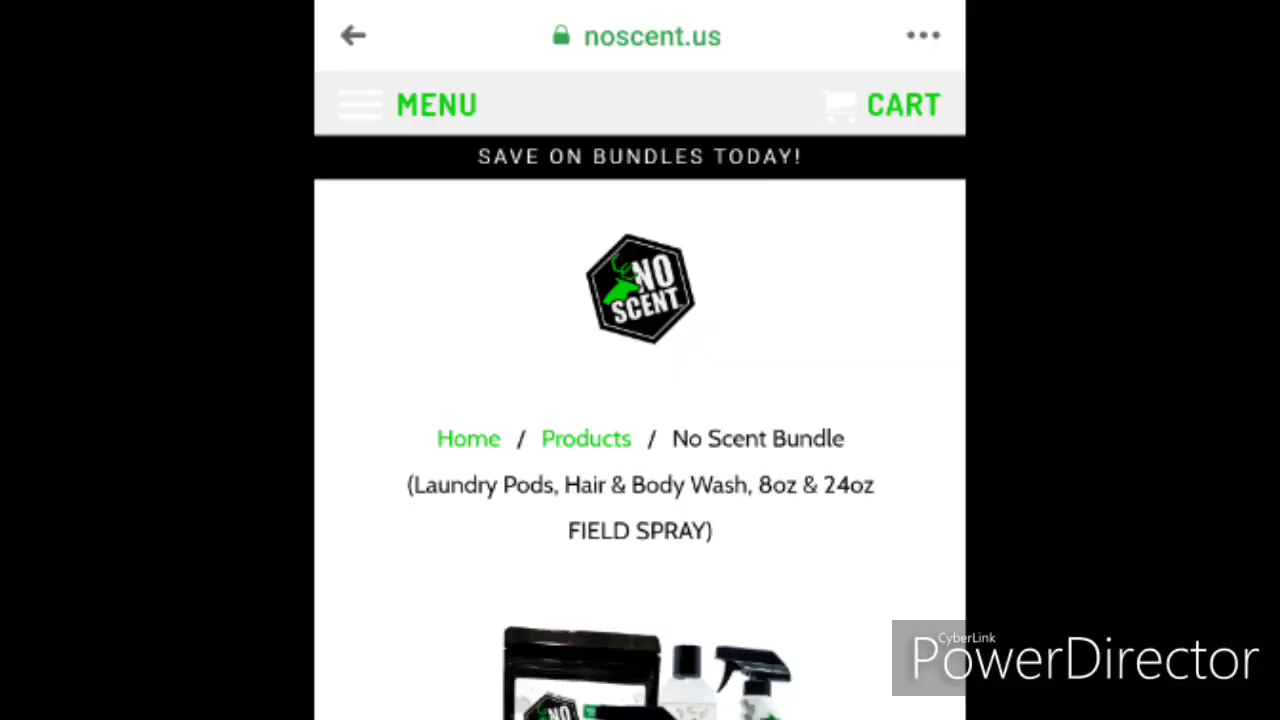 noscent.us
MENU
CART
SAVE ON BUNDLES TODAY!
NO
SCENT
Home / Products / No Scent Bundle
(Laundry Pods, Hair & Body Wash, 8oz & 24oz
FIELD SPRAY)
NO
CyberLink
PowerDirector